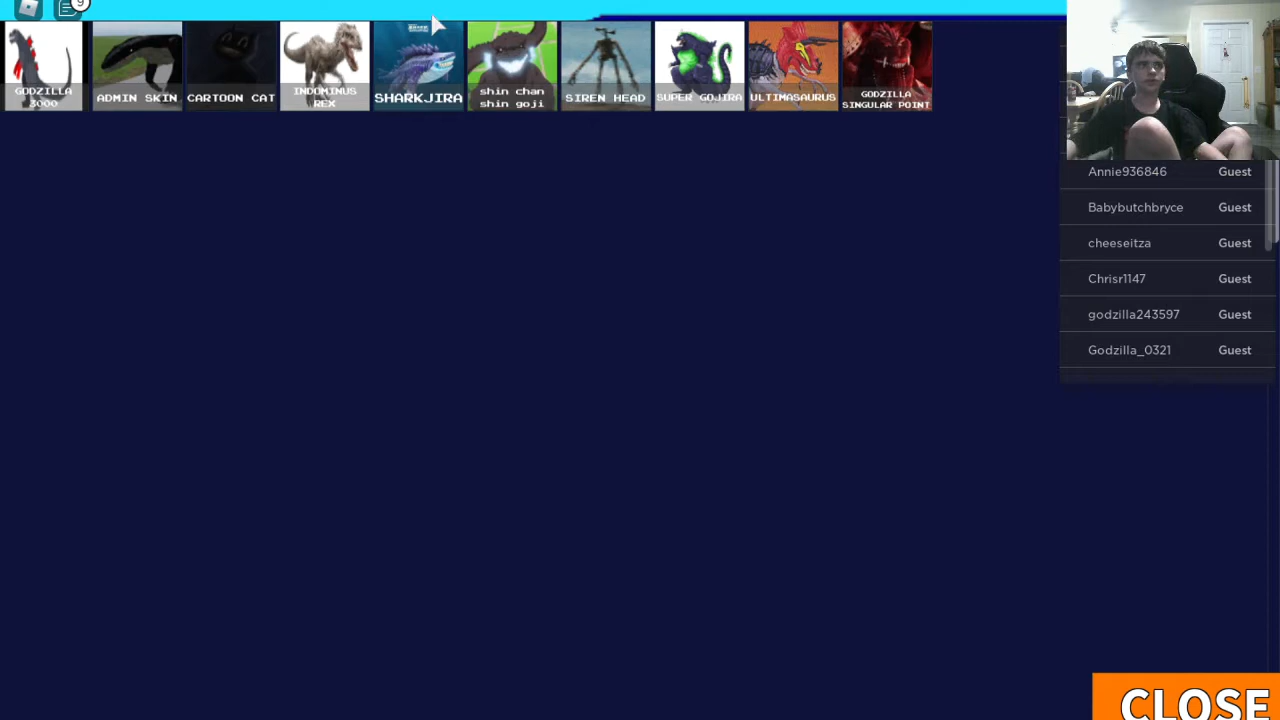 9
GODZILLA
3000
ADMIN SKIN
CARTOON CAT
INDOMINUS
REX
SHARKJIRA
shin chan
shin goji
SIREN HEAD
SUPER GOJIRA
ULTIMASAURUS
GODZILLA
SINGULAR POINT
Annie936846 Guest
Babybutchbryce Guest
cheeseitza Guest
Chrisr1147 Guest
godzilla243597 Guest
Godzilla_0321 Guest
CLOSE